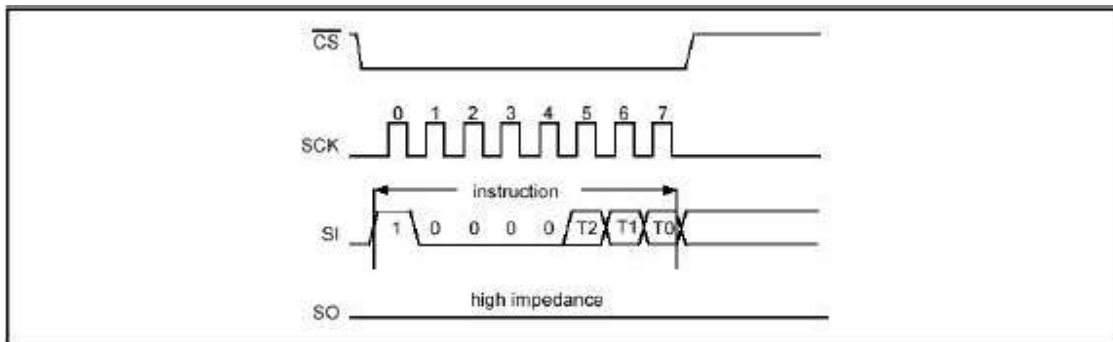 CS
0 1 2 3 4 5 6 7
SCK
instruction
SI 1 0 0 0 0 T2 T1 T0
high impedance
SO